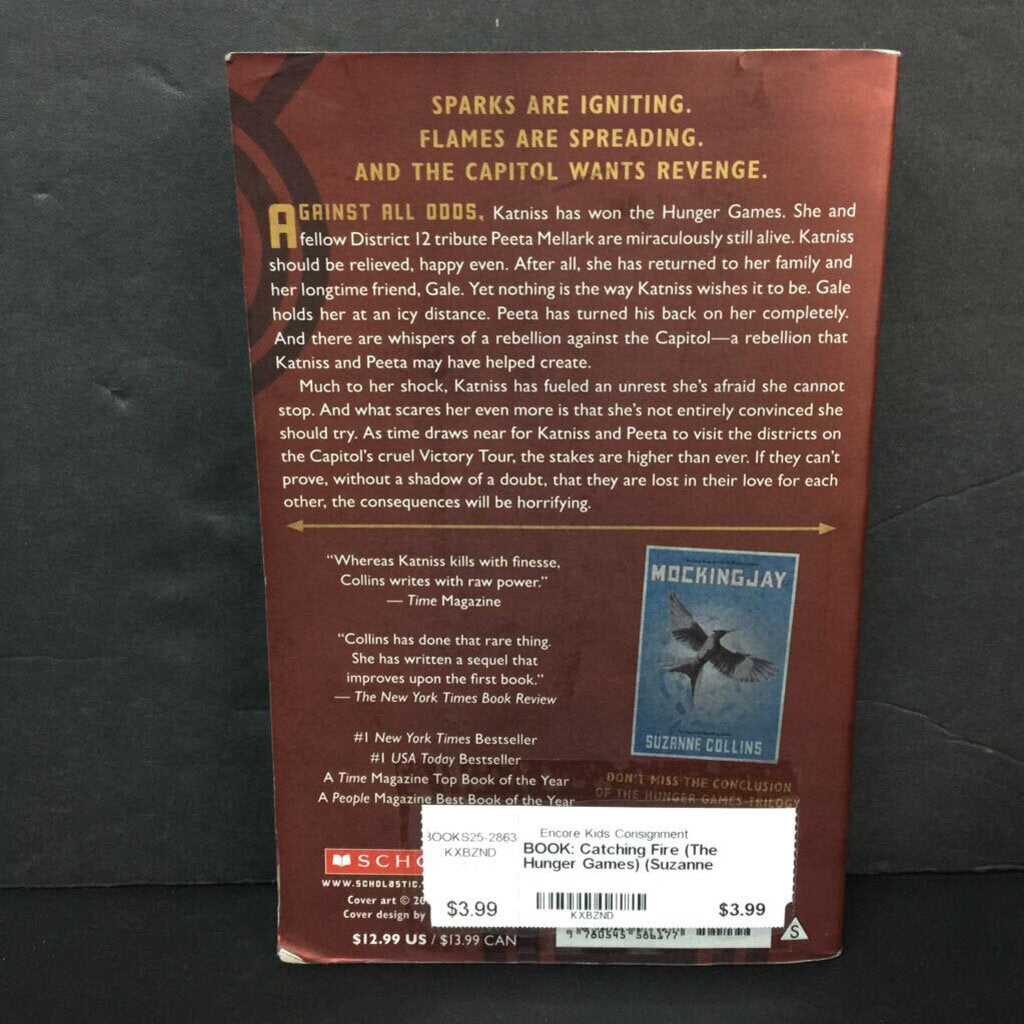 SPARKS ARE IGNITING.
FLAMES ARE SPREADING.
AND THE CAPITOL WANTS REVENGE.
AGAINST ALL ODDS, Katniss has won the Hunger Games. She and
fellow District 12 tribute Peeta Mellark are miraculously still alive. Katniss
should be relieved, happy even. After all, she has returned to her family and
her longtime friend, Gale. Yet nothing is the way Katniss wishes it to be. Gale
holds her at an icy distance. Peeta has turned his back on her completely.
And there are whispers of a rebellion against the Capitol—a rebellion that
Katniss and Peeta may have helped create.
Much to her shock, Katniss has fueled an unrest she's afraid she cannot
stop. And what scares her even more is that she's not entirely convinced she
should try. As time draws near for Katniss and Peeta to visit the districts on
the Capitol's cruel Victory Tour, the stakes are higher than ever. If they can't
prove, without a shadow of a doubt, that they are lost in their love for each
other, the consequences will be horrifying.
"Whereas Katniss kills with finesse,
Collins writes with raw power."
— Time Magazine
"Collins has done that rare thing.
She has written a sequel that
improves upon the first book."
— The New York Times Book Review
#1 New York Times Bestseller
#1 USA Today Bestseller
A Time Magazine Top Book of the Year
A People Magazine Best Book of the Year
MOCKINGJAY
SUZANNE COLLINS
DON'T MISS THE CONCLUSION
OF THE HUNGER GAMES TRILOGY
SCHO
WWW.SCHOLASTIC.
Cover art © 20
Cover design by
$12.99 US / $13.99 CAN
BOOKS25-2863
KXBZND
$3.99
Encore Kids Consignment
BOOK: Catching Fire (The
Hunger Games) (Suzanne
KXBZND
$3.99
S